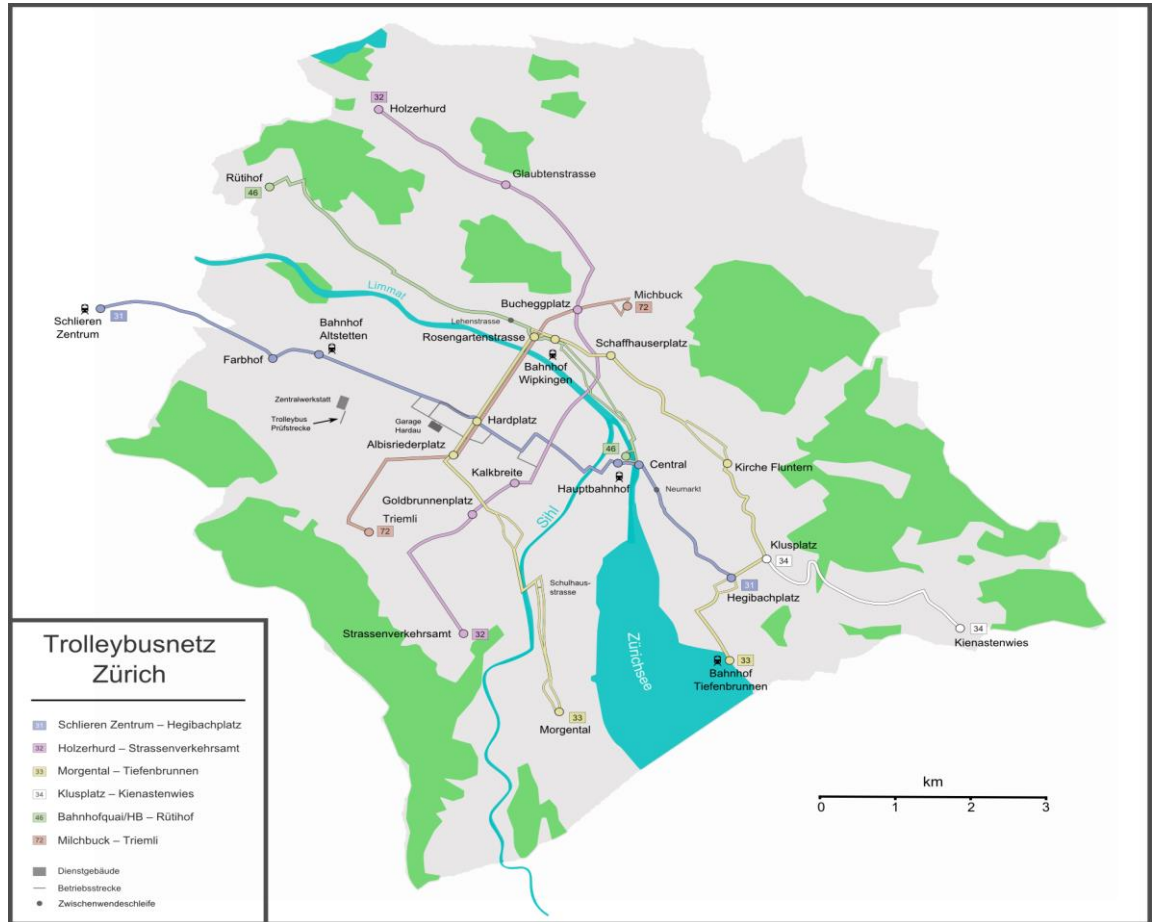 32
Holzerhurd
Glaubtenstrasse
Rütihof
46
Limmat
Michbuck
72
Bucheggplatz
Lehenstrasse
Rosengartenstrasse
Schaffhauserplatz
Bahnhof
Wipkingen
Schlieren
Zentrum
31
Bahnhof
Altstetten
Farbhof
Zentralwerkstatt
Trolleybus
Prüfstrecke
Garage
Hardau
Hardplatz
Albisriederplatz
46
Central
Kirche Fluntern
Kalkbreite
Hauptbahnhof
Neumarkt
Goldbrunnenplatz
Sihl
Triemli
72
Klusplatz
34
31
Hegibachplatz
Schulhaus-
strasse
Strassenverkehrsamt
32
34
Kienastenwies
Zürichsee
33
Bahnhof
Tiefenbrunnen
33
Morgental
km
0 1 2 3
Trolleybusnetz
Zürich
31 Schlieren Zentrum – Hegibachplatz
32 Holzerhurd – Strassenverkehrsamt
33 Morgental – Tiefenbrunnen
34 Klusplatz – Kienastenwies
46 Bahnhofquai/HB – Rütihof
72 Milchbuck – Triemli
Dienstgebäude
Betriebsstrecke
Zwischenwendeschleife